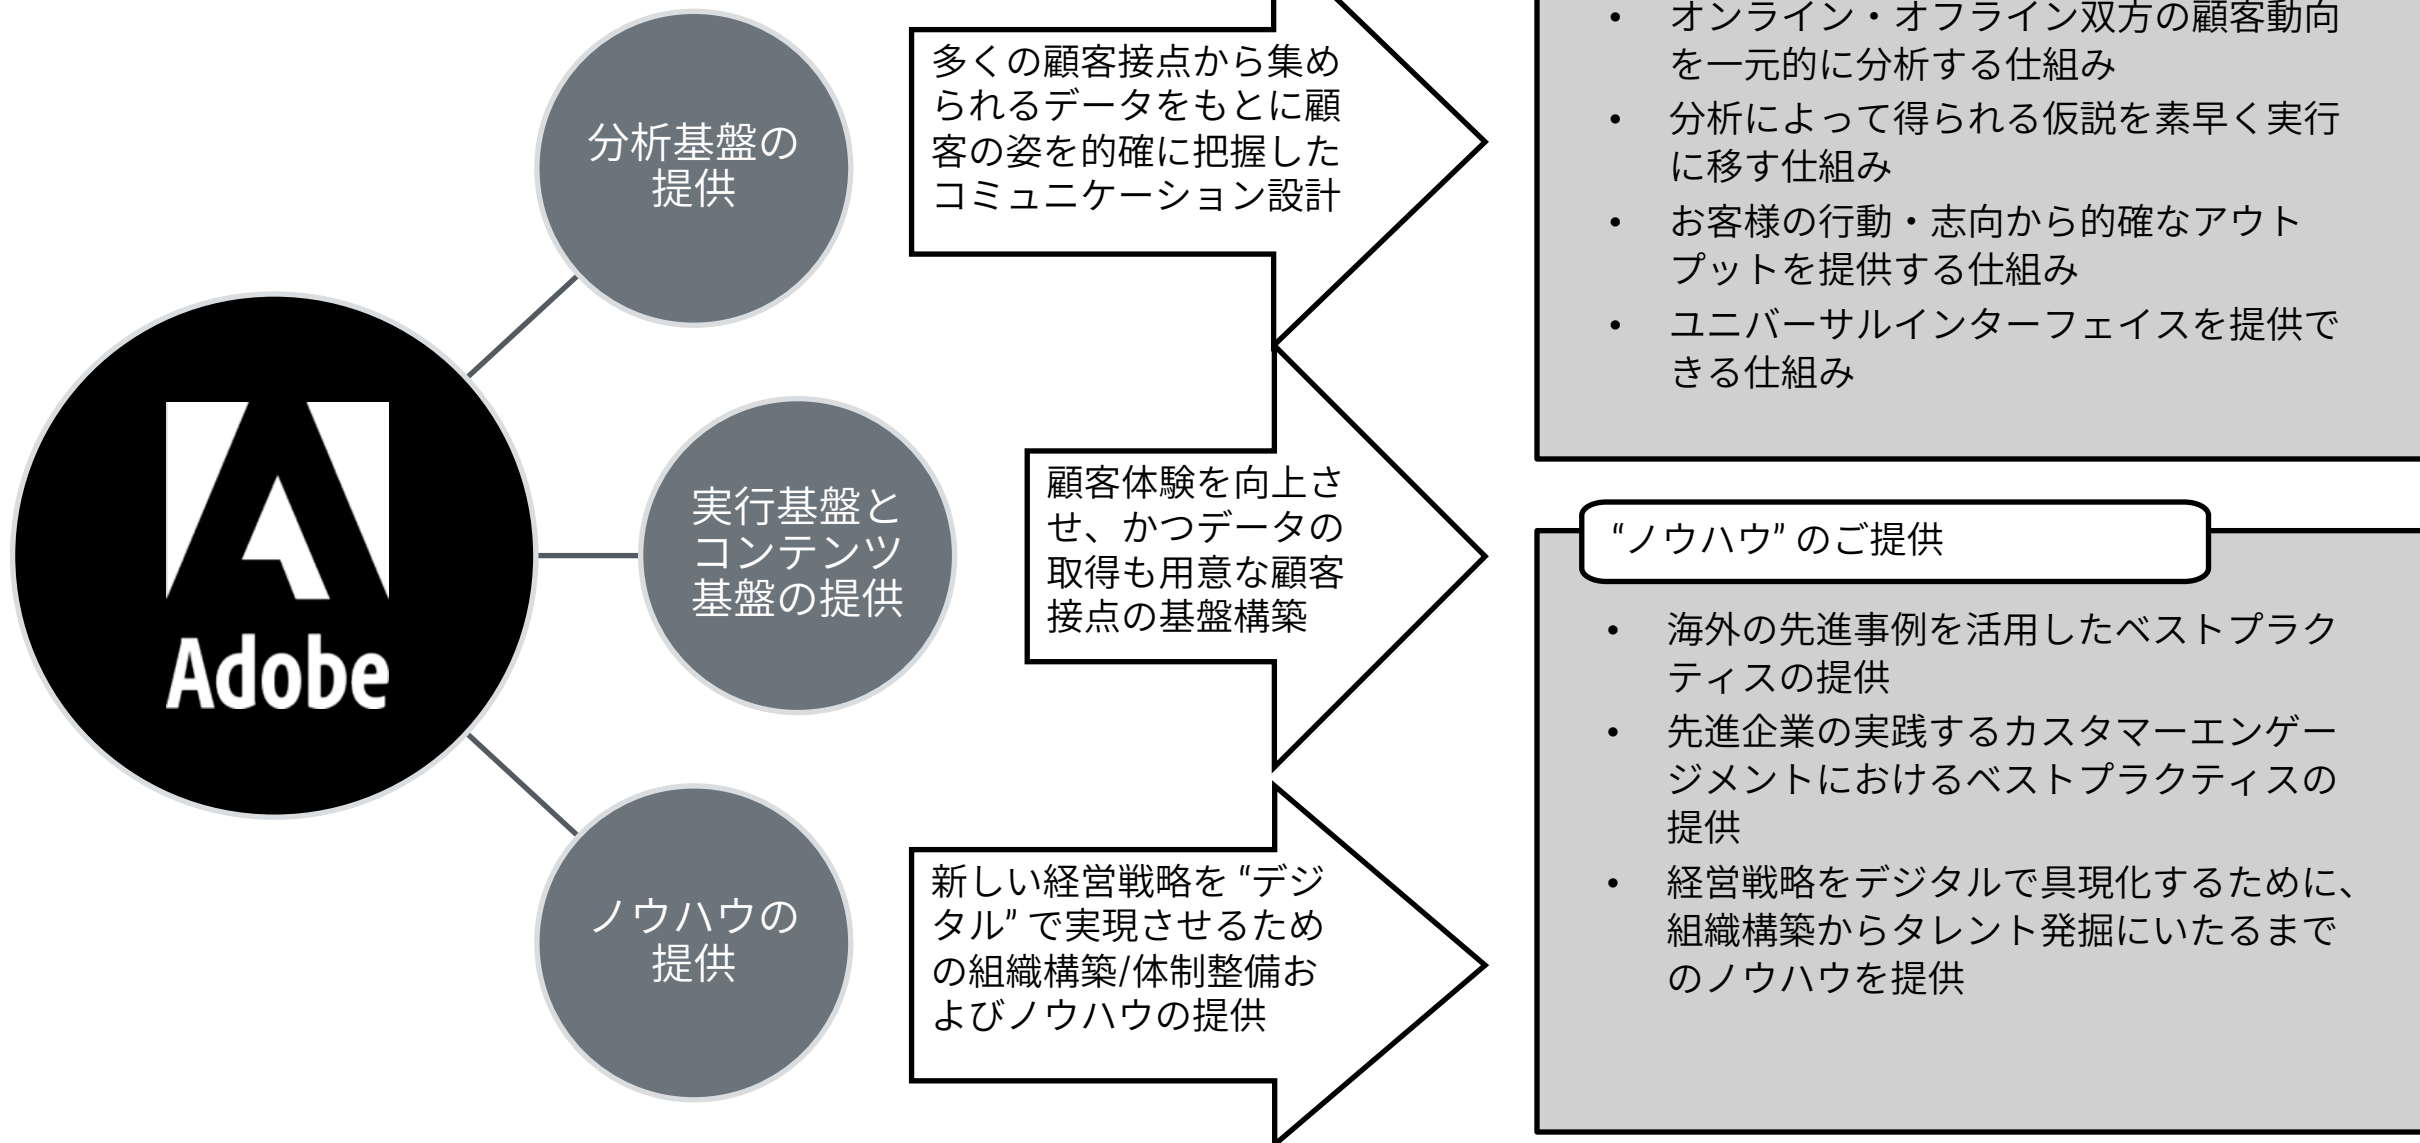 分析基盤の
提供
多くの顧客接点から集め
られるデータをもとに顧
客の姿を的確に把握した
コミュニケーション設計
• オンライン・オフライン双方の顧客動向
を一元的に分析する仕組み
• 分析によって得られる仮説を素早く実行
に移す仕組み
• お客様の行動・志向から的確なアウト
プットを提供する仕組み
• ユニバーサルインターフェイスを提供で
きる仕組み
Adobe
実行基盤と
コンテンツ
基盤の提供
顧客体験を向上さ
せ、かつデータの
取得も用意な顧客
接点の基盤構築
“ノウハウ” のご提供
• 海外の先進事例を活用したベストプラク
ティスの提供
• 先進企業の実践するカスタマーエンゲー
ジメントにおけるベストプラクティスの
提供
• 経営戦略をデジタルで具現化するために、
組織構築からタレント発掘にいたるまで
のノウハウを提供
ノウハウの
提供
新しい経営戦略を “デジ
タル” で実現させるため
の組織構築/体制整備お
よびノウハウの提供